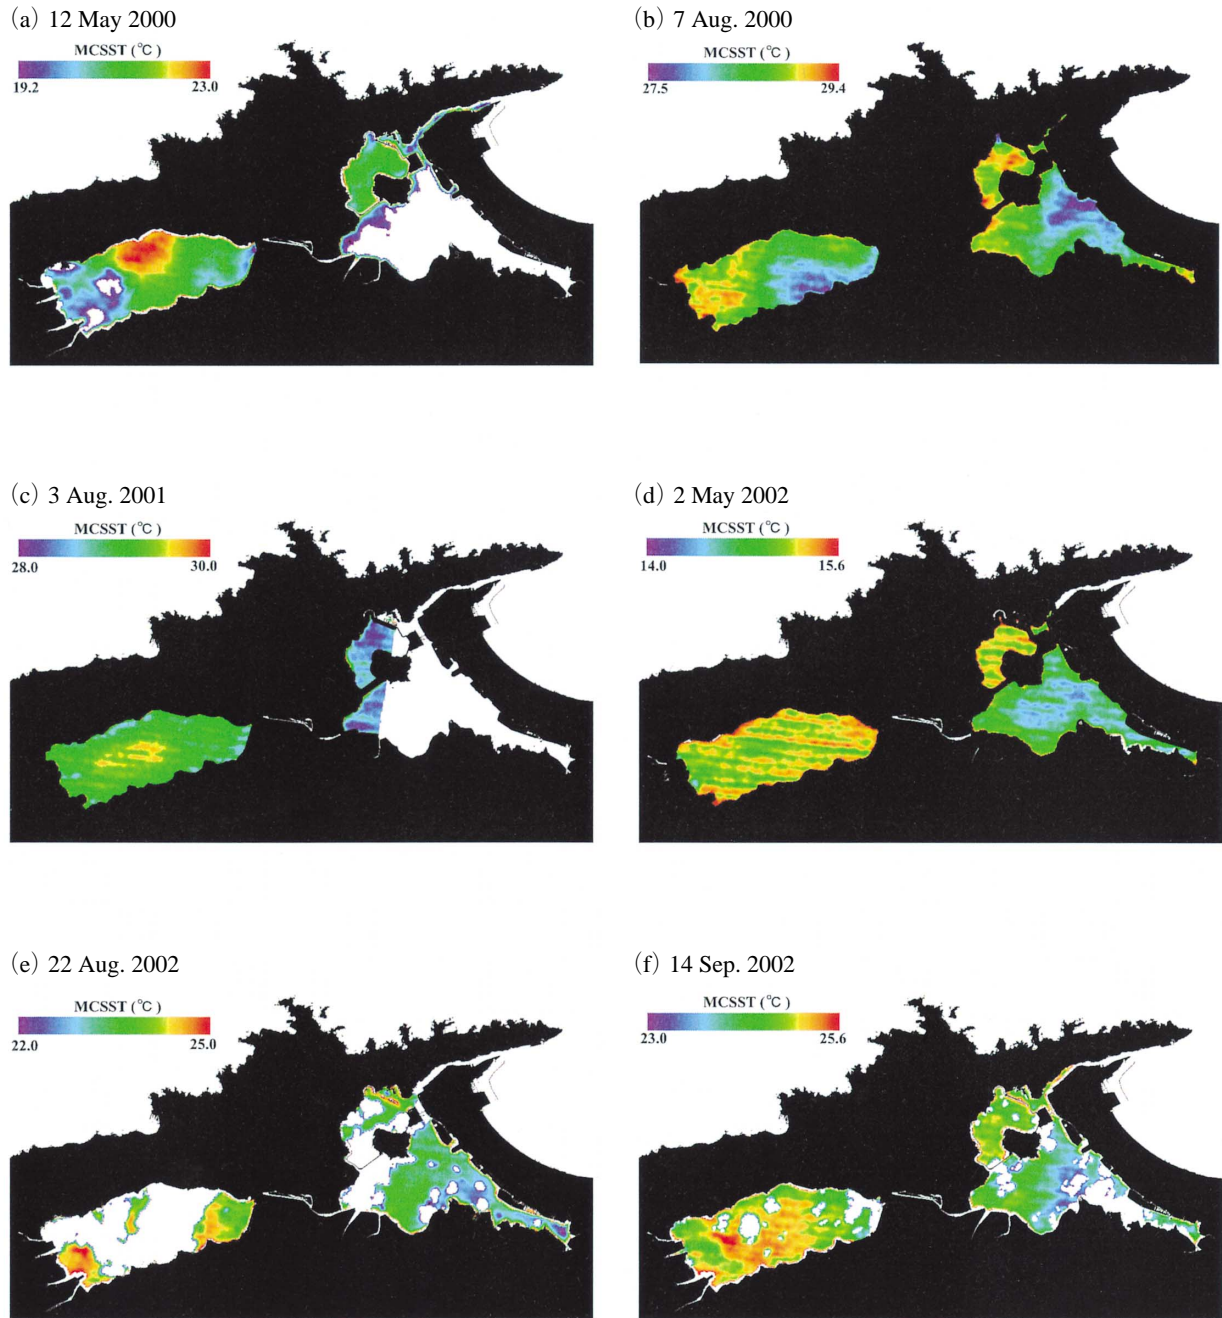 (a) 12 May 2000
MCSST (℃)
19.2 23.0
(b) 7 Aug. 2000
MCSST (℃)
27.5 29.4
(c) 3 Aug. 2001
MCSST (℃)
28.0 30.0
(d) 2 May 2002
MCSST (℃)
14.0 15.6
(e) 22 Aug. 2002
MCSST (℃)
22.0 25.0
(f) 14 Sep. 2002
MCSST (℃)
23.0 25.6